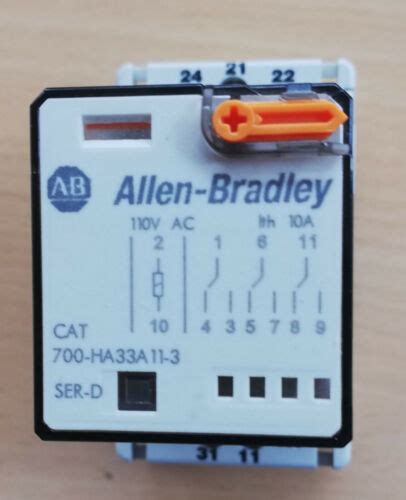 24 21 22
AB Allen-Bradley
110V AC Ith 10A
2 1 6 11
10 4 3 5 7 8 9
CAT
700-HA33A11-3
SER-D
31 11